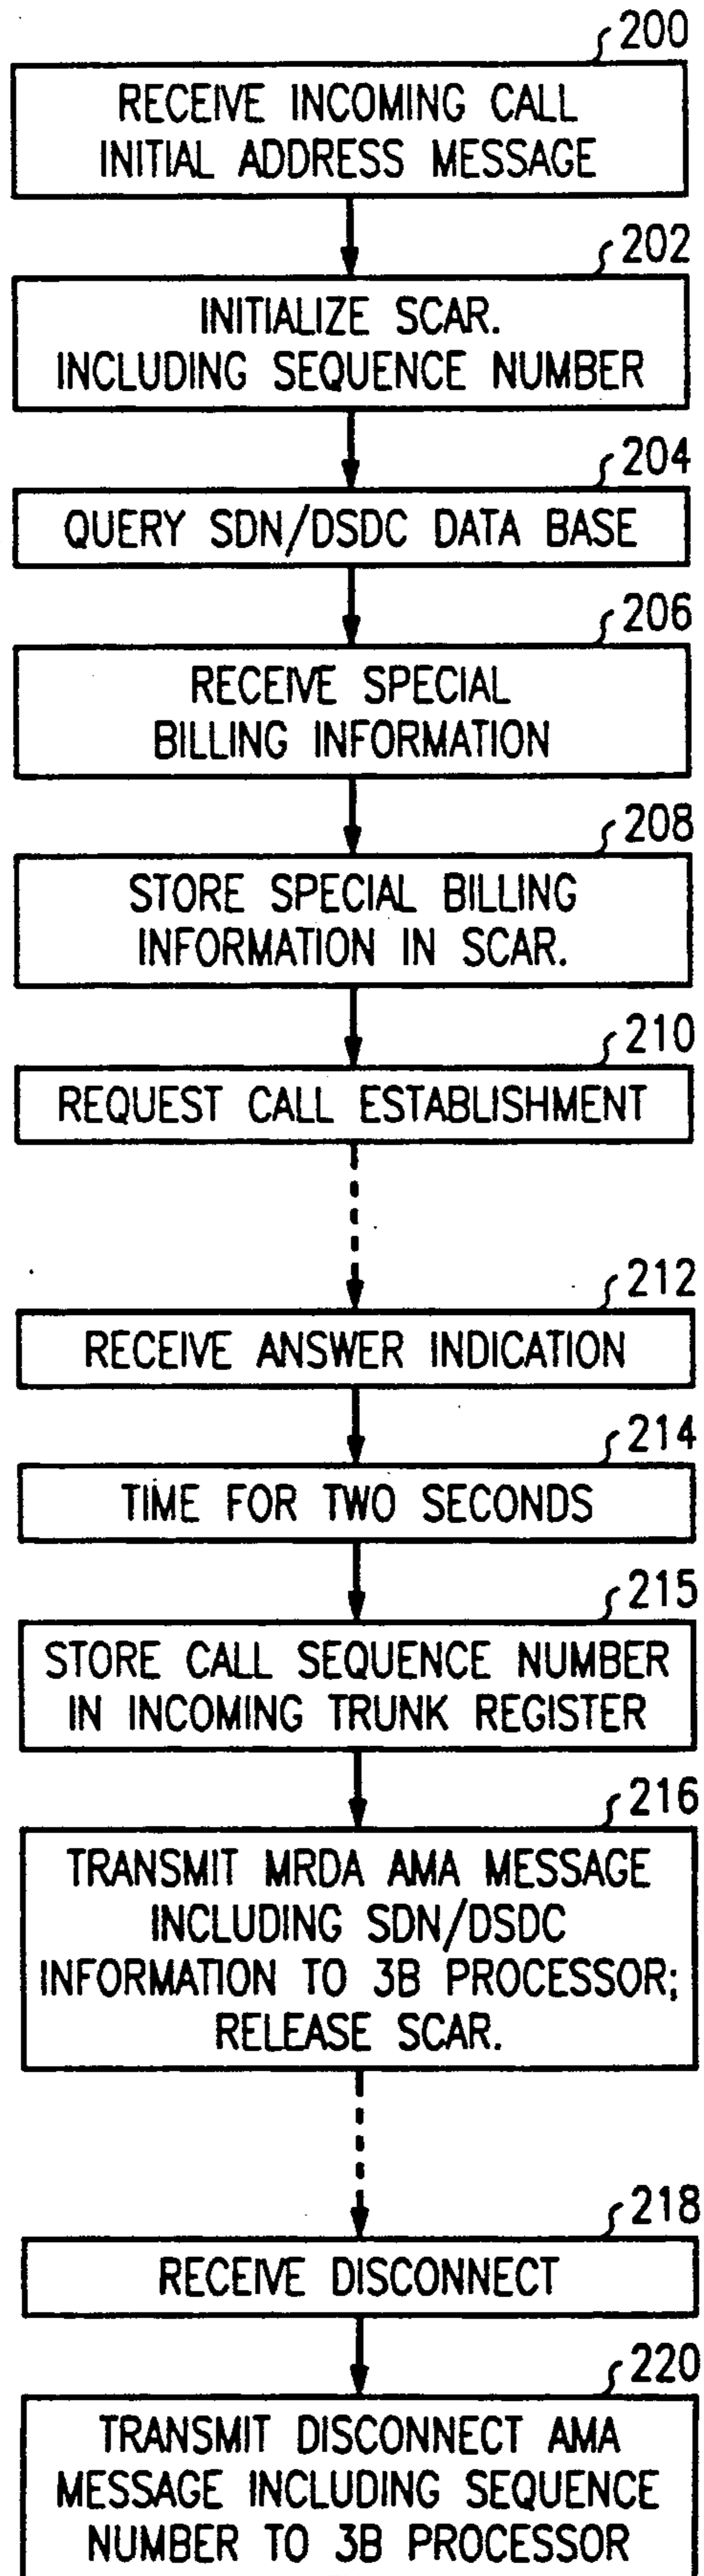 200
RECEIVE INCOMING CALL
INITIAL ADDRESS MESSAGE
202
INITIALIZE SCAR.
INCLUDING SEQUENCE NUMBER
204
QUERY SDN/DSDC DATA BASE
206
RECEIVE SPECIAL
BILLING INFORMATION
208
STORE SPECIAL BILLING
INFORMATION IN SCAR.
210
REQUEST CALL ESTABLISHMENT
212
RECEIVE ANSWER INDICATION
214
TIME FOR TWO SECONDS
215
STORE CALL SEQUENCE NUMBER
IN INCOMING TRUNK REGISTER
216
TRANSMIT MRDA AMA MESSAGE
INCLUDING SDN/DSDC
INFORMATION TO 3B PROCESSOR;
RELEASE SCAR.
218
RECEIVE DISCONNECT
220
TRANSMIT DISCONNECT AMA
MESSAGE INCLUDING SEQUENCE
NUMBER TO 3B PROCESSOR